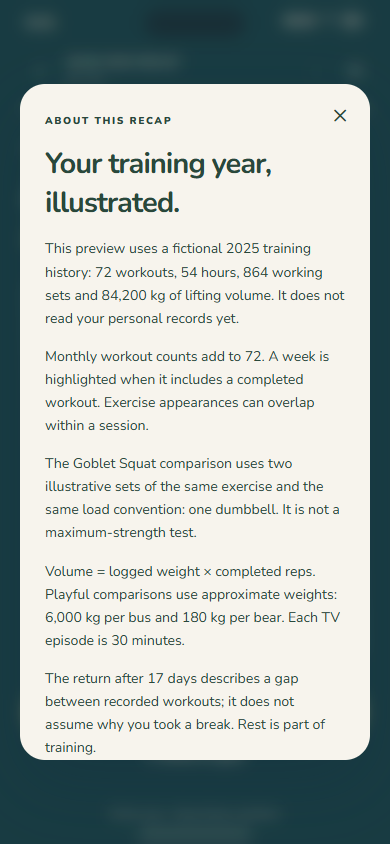 ABOUT THIS RECAP
Your training year,
illustrated.
This preview uses a fictional 2025 training
history: 72 workouts, 54 hours, 864 working
sets and 84,200 kg of lifting volume. It does not
read your personal records yet.
Monthly workout counts add to 72. A week is
highlighted when it includes a completed
workout. Exercise appearances can overlap
within a session.
The Goblet Squat comparison uses two
illustrative sets of the same exercise and the
same load convention: one dumbbell. It is not a
maximum-strength test.
Volume = logged weight × completed reps.
Playful comparisons use approximate weights:
6,000 kg per bus and 180 kg per bear. Each TV
episode is 30 minutes.
The return after 17 days describes a gap
between recorded workouts; it does not
assume why you took a break. Rest is part of
training.